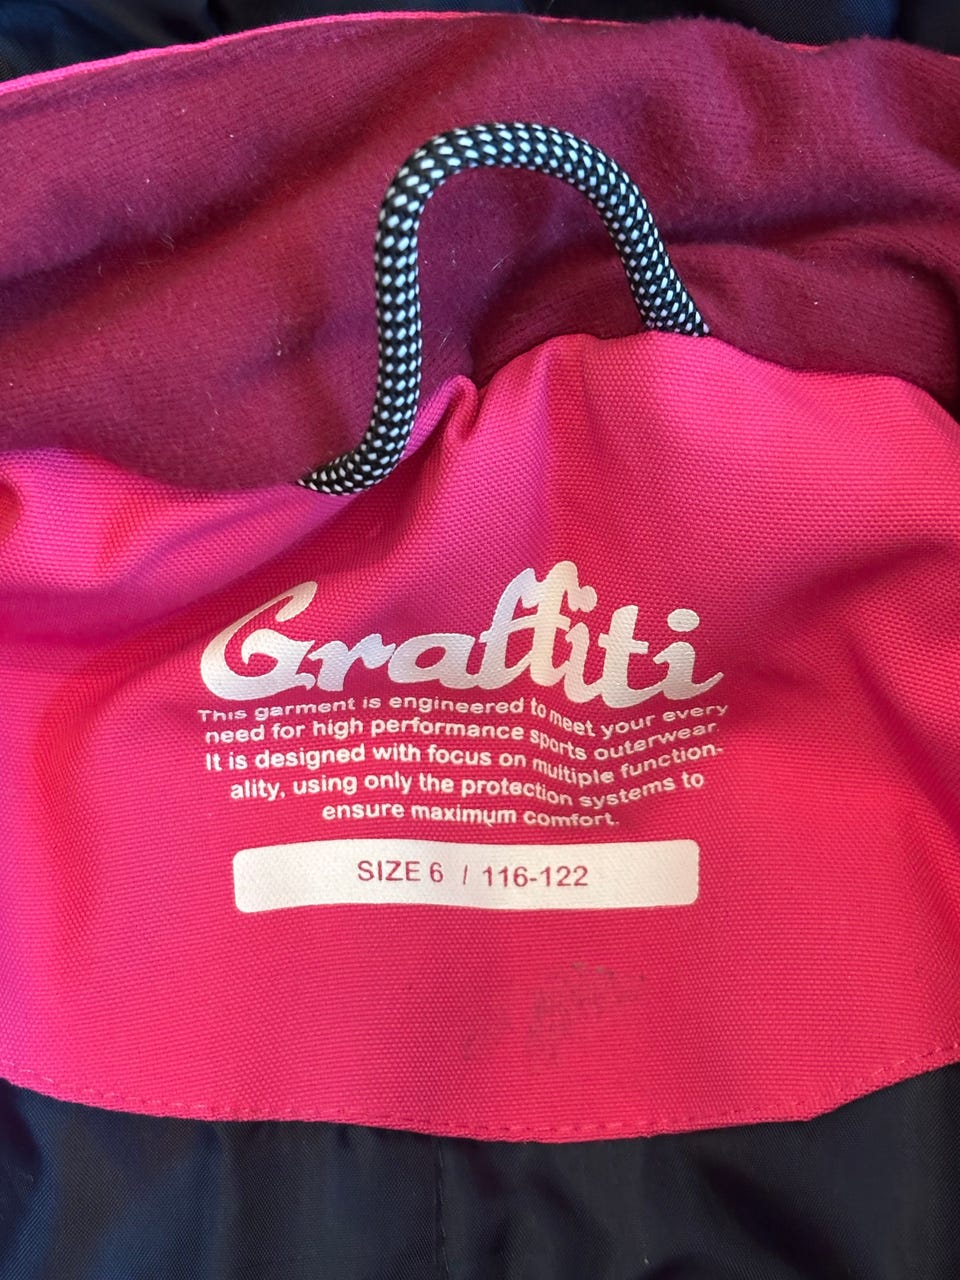 Graffiti
This garment is engineered to meet your every
need for high performance sports outerwear.
It is designed with focus on multiple function-
ality, using only the protection systems to
ensure maximum comfort.
SIZE 6 / 116-122